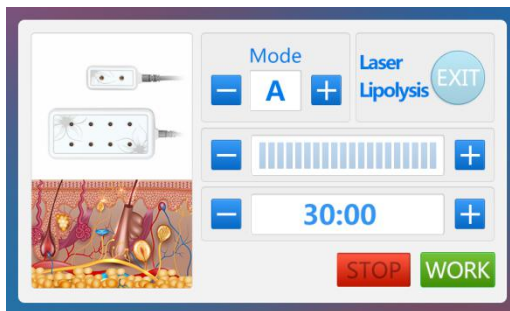 Mode
A
Laser
Lipolysis
EXIT
30:00
STOP
WORK